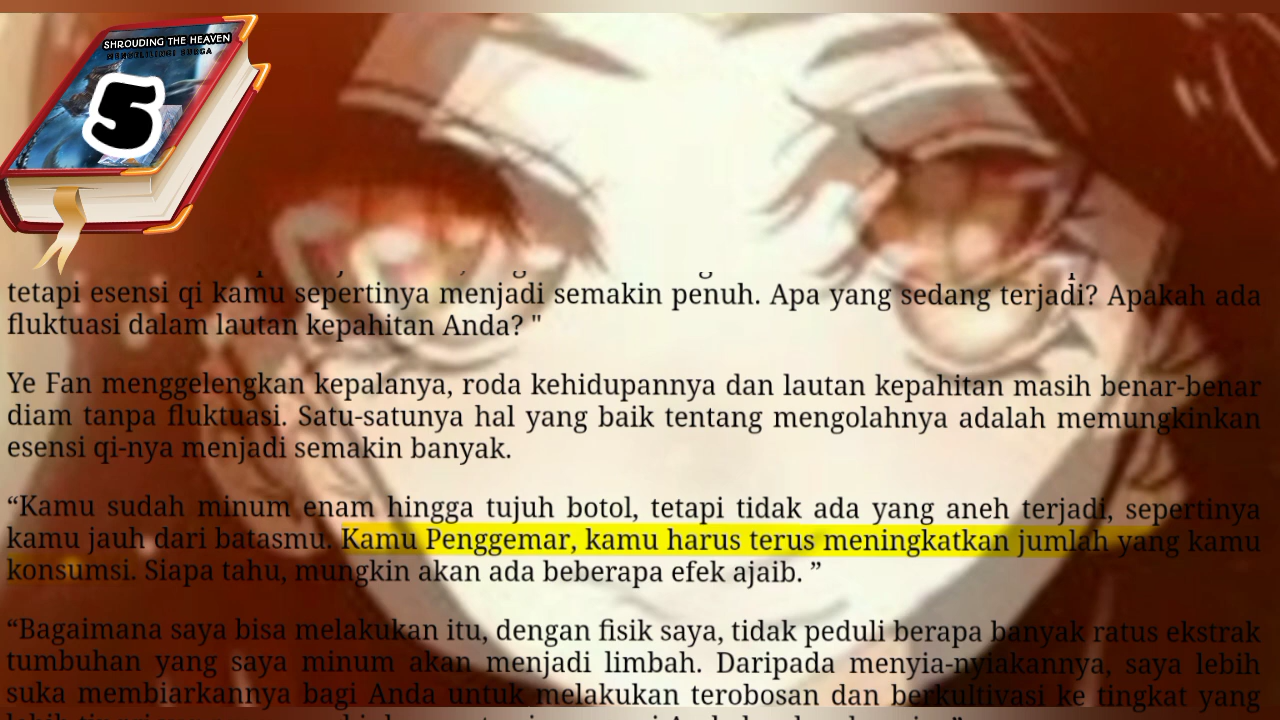 SHROUDING THE HEAVEN
5
tetapi esensi qi kamu sepertinya menjadi semakin penuh. Apa yang sedang terjadi? Apakah ada
fluktuasi dalam lautan kepahitan Anda? "
Ye Fan menggelengkan kepalanya, roda kehidupannya dan lautan kepahitan masih benar-benar
diam tanpa fluktuasi. Satu-satunya hal yang baik tentang mengolahnya adalah memungkinkan
esensi qi-nya menjadi semakin banyak.
“Kamu sudah minum enam hingga tujuh botol, tetapi tidak ada yang aneh terjadi, sepertinya
kamu jauh dari batasmu. Kamu Penggemar, kamu harus terus meningkatkan jumlah yang kamu
konsumsi. Siapa tahu, mungkin akan ada beberapa efek ajaib. ”
“Bagaimana saya bisa melakukan itu, dengan fisik saya, tidak peduli berapa banyak ratus ekstrak
tumbuhan yang saya minum akan menjadi limbah. Daripada menyia-nyiakannya, saya lebih
suka membiarkannya bagi Anda untuk melakukan terobosan dan berkultivasi ke tingkat yang